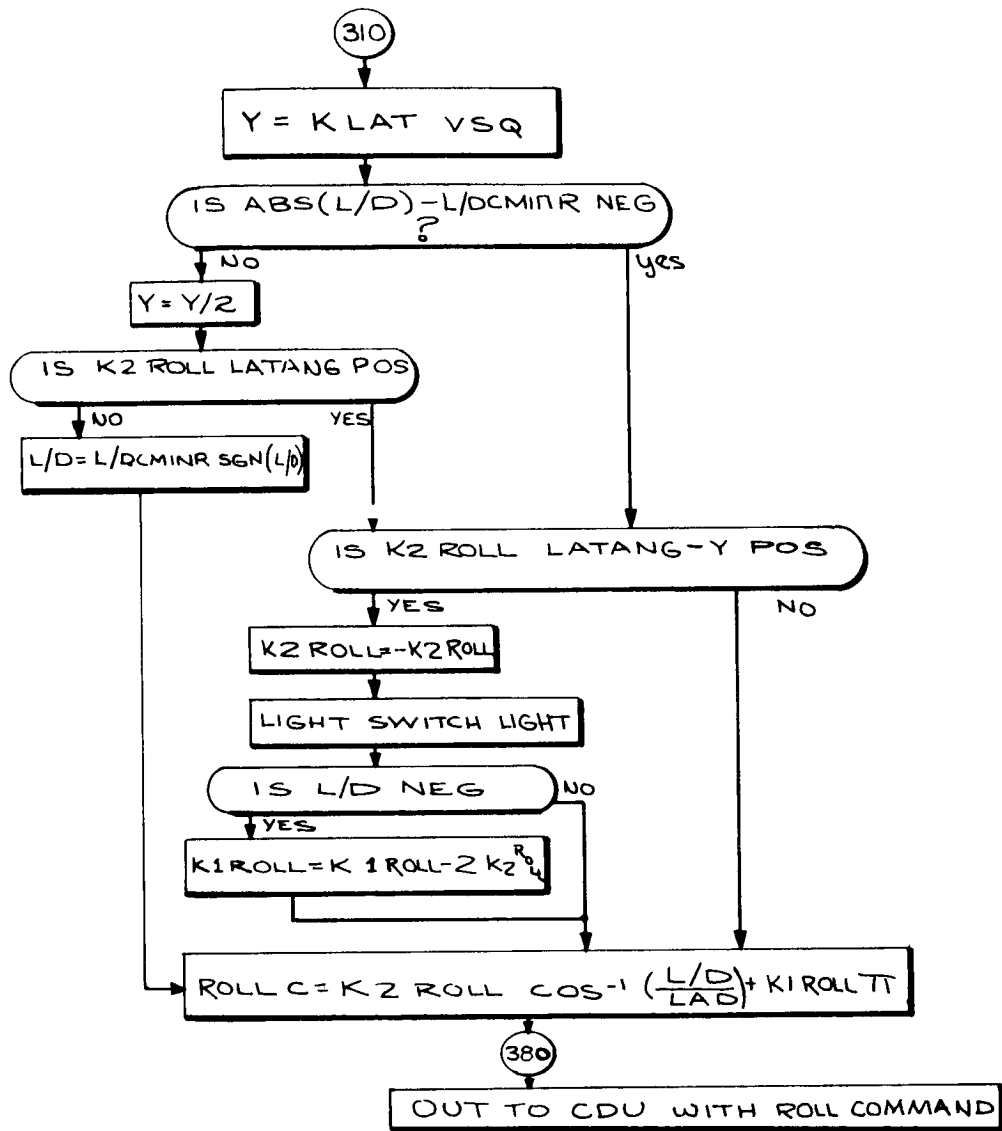 310
Y = K LAT VSQ
IS ABS(L/D)-L/DCMINR NEG
?
NO
yes
Y = Y/2
IS K2 ROLL LATANG POS
NO
YES
L/D = L/DCMINR SGN(L/D)
IS K2 ROLL LATANG-Y POS
YES
NO
K2 ROLL=-K2 ROLL
LIGHT SWITCH LIGHT
IS L/D NEG
NO
YES
K1 ROLL = K 1 ROLL-2 K2 ROLL
ROLL C = K2 ROLL COS⁻¹ (L/D / LAD) + K1 ROLL π
380
OUT TO CDU WITH ROLL COMMAND